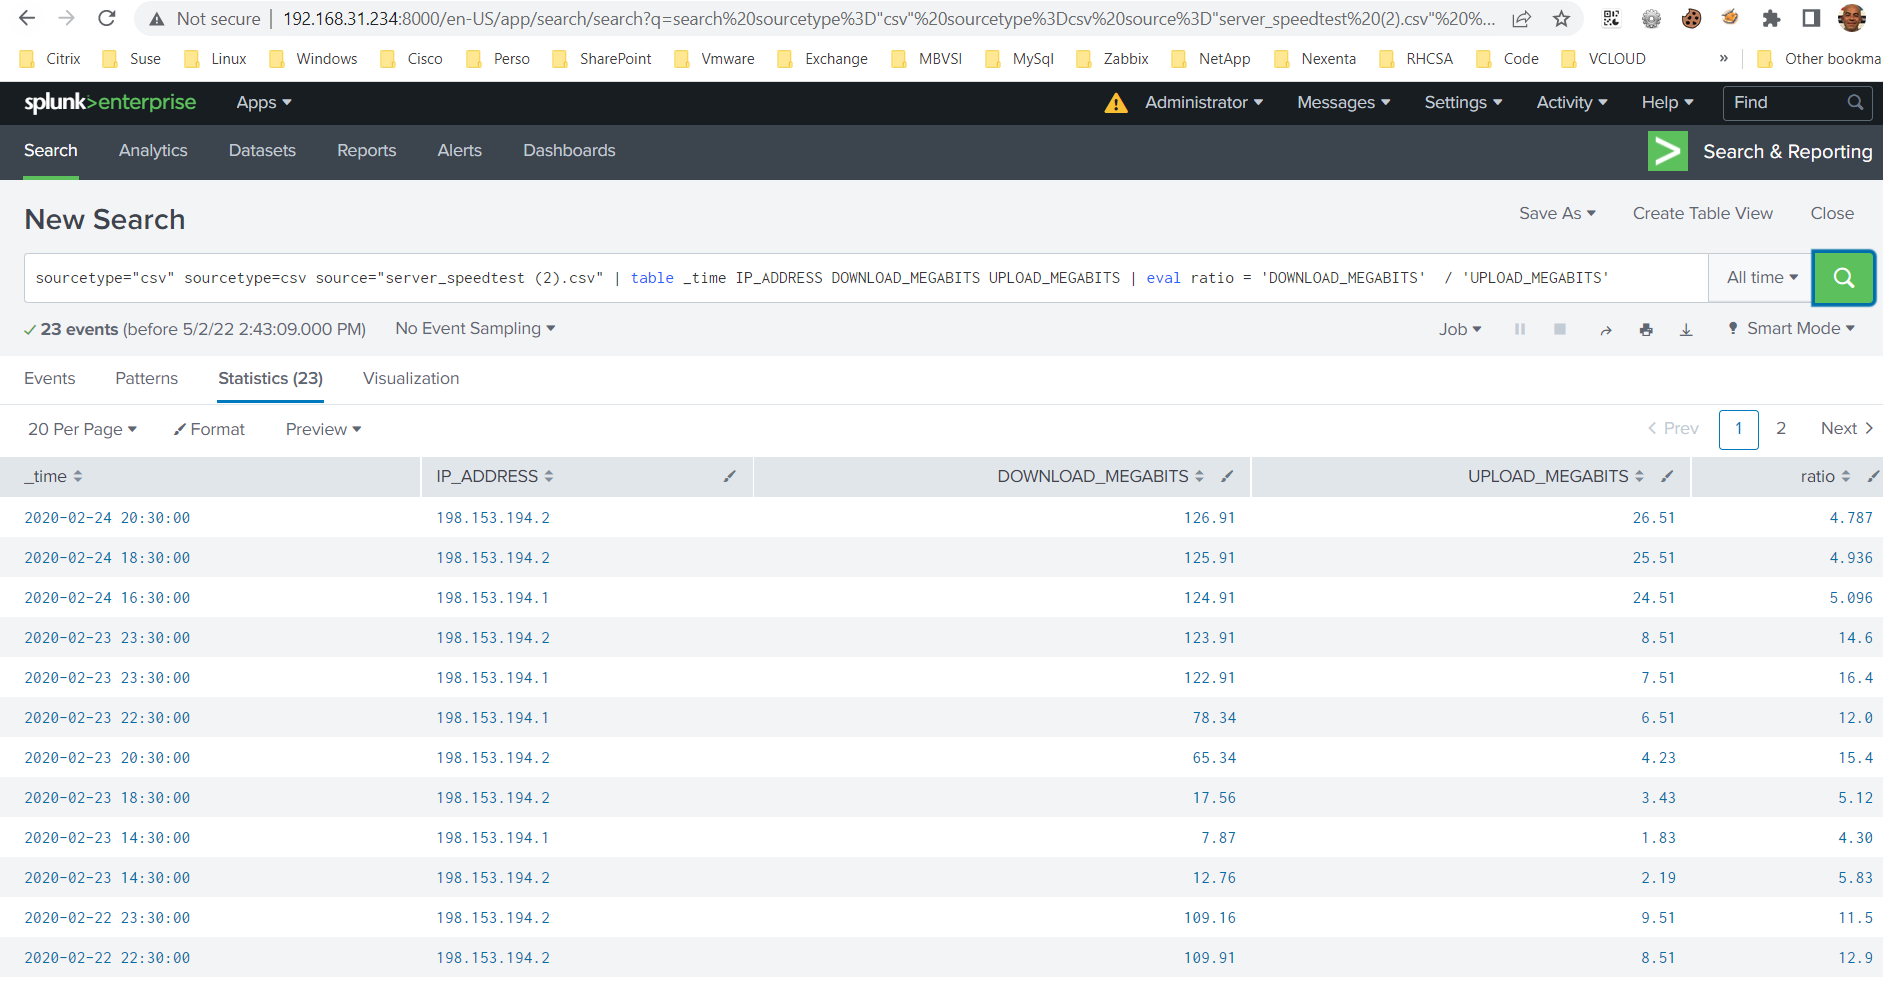 Not secure | 192.168.31.234:8000/en-US/app/search/search?q=search%20sourcetype%3D"csv"%20sourcetype%3Dcsv%20source%3D"server_speedtest%20(2).csv"%20%...
Citrix Suse Linux Windows Cisco Perso SharePoint Vmware Exchange MBVSI MySql Zabbix NetApp Nexenta RHCSA Code VCLOUD » Other bookma
splunk>enterprise Apps Administrator Messages Settings Activity Help Find
Search Analytics Datasets Reports Alerts Dashboards Search & Reporting
New Search Save As Create Table View Close
sourcetype="csv" sourcetype=csv source="server_speedtest (2).csv" | table _time IP_ADDRESS DOWNLOAD_MEGABITS UPLOAD_MEGABITS | eval ratio = 'DOWNLOAD_MEGABITS' / 'UPLOAD_MEGABITS' All time
✓ 23 events (before 5/2/22 2:43:09.000 PM) No Event Sampling Job Smart Mode
Events Patterns Statistics (23) Visualization
20 Per Page Format Preview < Prev 1 2 Next >
_time IP_ADDRESS DOWNLOAD_MEGABITS UPLOAD_MEGABITS ratio
2020-02-24 20:30:00 198.153.194.2 126.91 26.51 4.787
2020-02-24 18:30:00 198.153.194.2 125.91 25.51 4.936
2020-02-24 16:30:00 198.153.194.1 124.91 24.51 5.096
2020-02-23 23:30:00 198.153.194.2 123.91 8.51 14.6
2020-02-23 23:30:00 198.153.194.1 122.91 7.51 16.4
2020-02-23 22:30:00 198.153.194.1 78.34 6.51 12.0
2020-02-23 20:30:00 198.153.194.2 65.34 4.23 15.4
2020-02-23 18:30:00 198.153.194.2 17.56 3.43 5.12
2020-02-23 14:30:00 198.153.194.1 7.87 1.83 4.30
2020-02-23 14:30:00 198.153.194.2 12.76 2.19 5.83
2020-02-22 23:30:00 198.153.194.2 109.16 9.51 11.5
2020-02-22 22:30:00 198.153.194.2 109.91 8.51 12.9